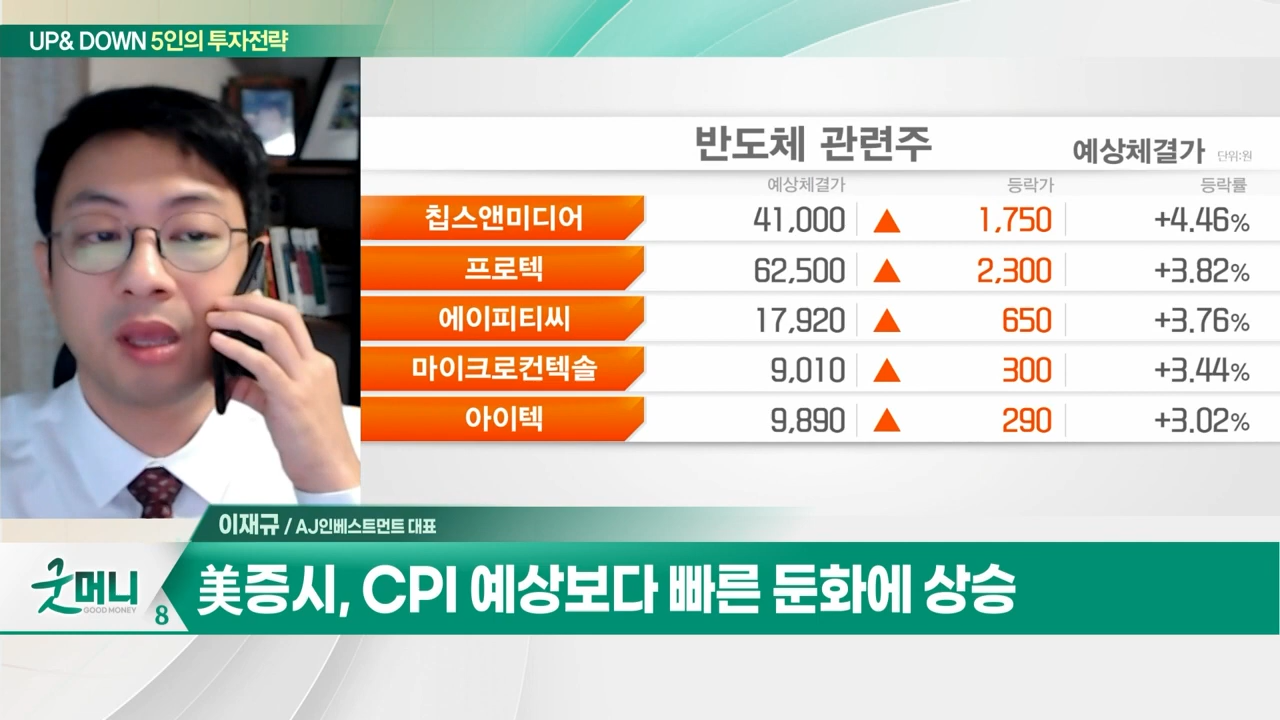 UP& DOWN 5인의 투자전략
반도체 관련주 예상체결가 단위:원
예상체결가 등락가 등락률
칩스앤미디어 41,000 ▲ 1,750 +4.46%
프로텍 62,500 ▲ 2,300 +3.82%
에이피티씨 17,920 ▲ 650 +3.76%
마이크로컨텍솔 9,010 ▲ 300 +3.44%
아이텍 9,890 ▲ 290 +3.02%
이재규 / AJ인베스트먼트 대표
굿머니 GOOD MONEY 8
美증시, CPI 예상보다 빠른 둔화에 상승